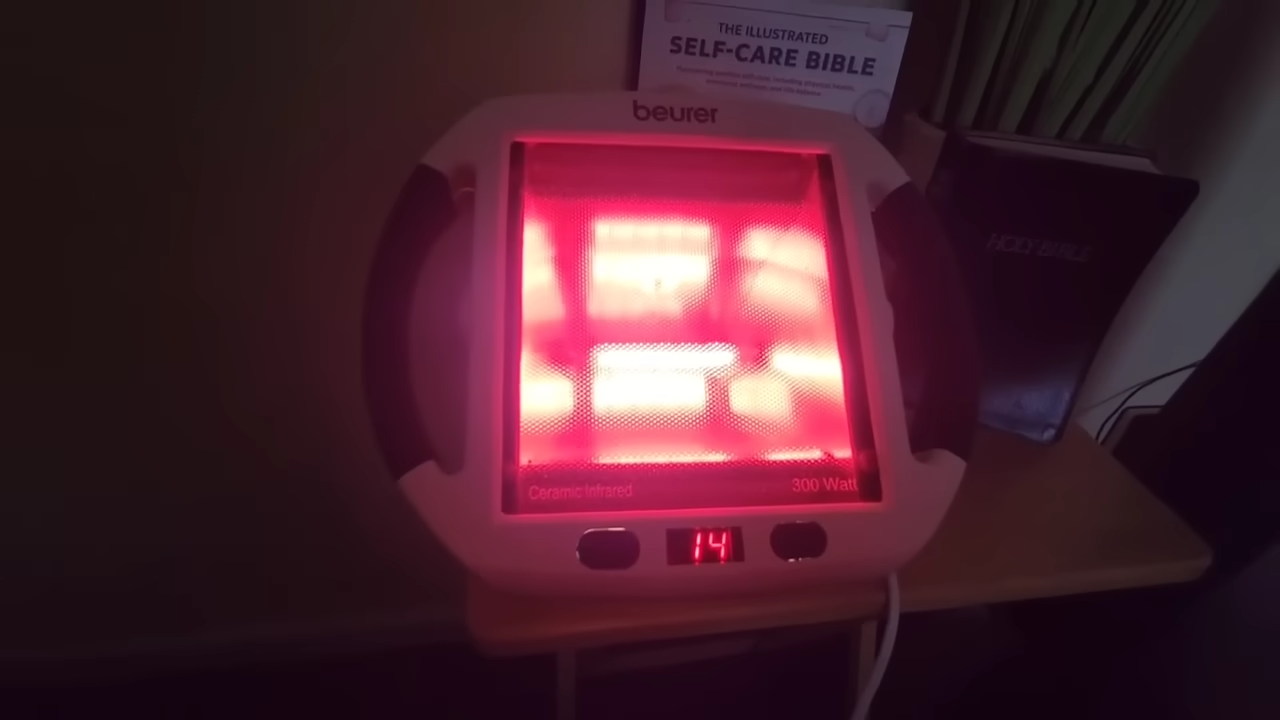 THE ILLUSTRATED
SELF-CARE BIBLE
beurer
HOLY BIBLE
Ceramic Infrared
300 Watt
14